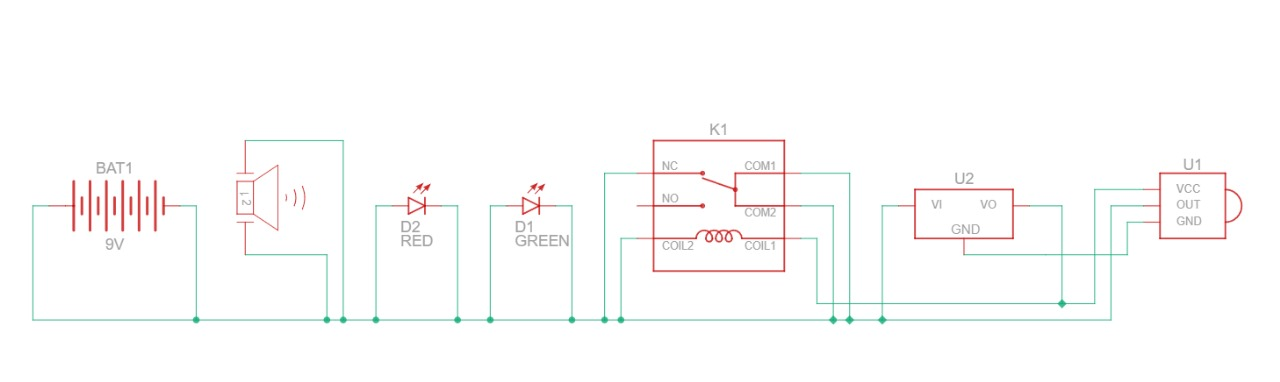 BAT1
9V
1 2
D2
RED
D1
GREEN
K1
NC
COM1
NO
COM2
COIL2
COIL1
U2
VI
VO
GND
U1
VCC
OUT
GND